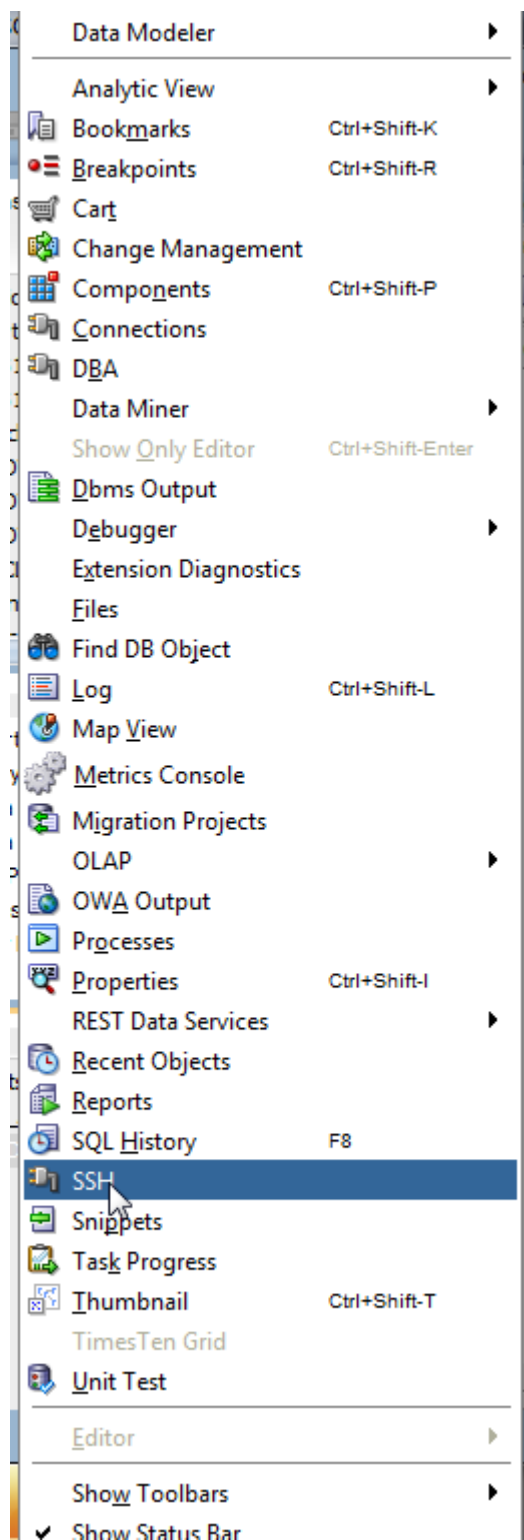 Data Modeler
Analytic View
Bookmarks Ctrl+Shift-K
Breakpoints Ctrl+Shift-R
Cart
Change Management
Components Ctrl+Shift-P
Connections
DBA
Data Miner
Show Only Editor Ctrl+Shift-Enter
Dbms Output
Debugger
Extension Diagnostics
Files
Find DB Object
Log Ctrl+Shift-L
Map View
Metrics Console
Migration Projects
OLAP
OWA Output
Processes
Properties Ctrl+Shift-I
REST Data Services
Recent Objects
Reports
SQL History F8
SSH
Snippets
Task Progress
Thumbnail Ctrl+Shift-T
TimesTen Grid
Unit Test
Editor
Show Toolbars
Show Status Bar